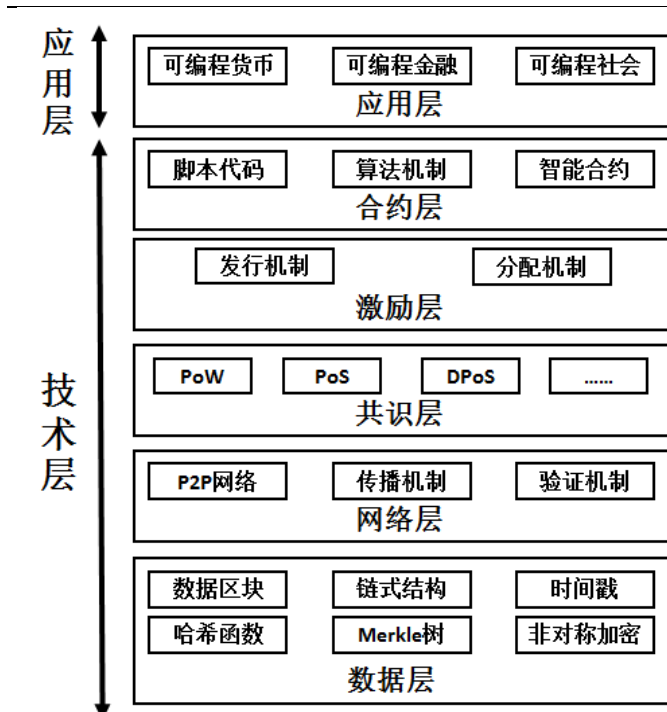 应用层
可编程货币 可编程金融 可编程社会
应用层
技术层
脚本代码 算法机制 智能合约
合约层
发行机制 分配机制
激励层
PoW PoS DPoS ......
共识层
P2P网络 传播机制 验证机制
网络层
数据区块 链式结构 时间戳
哈希函数 Merkle树 非对称加密
数据层